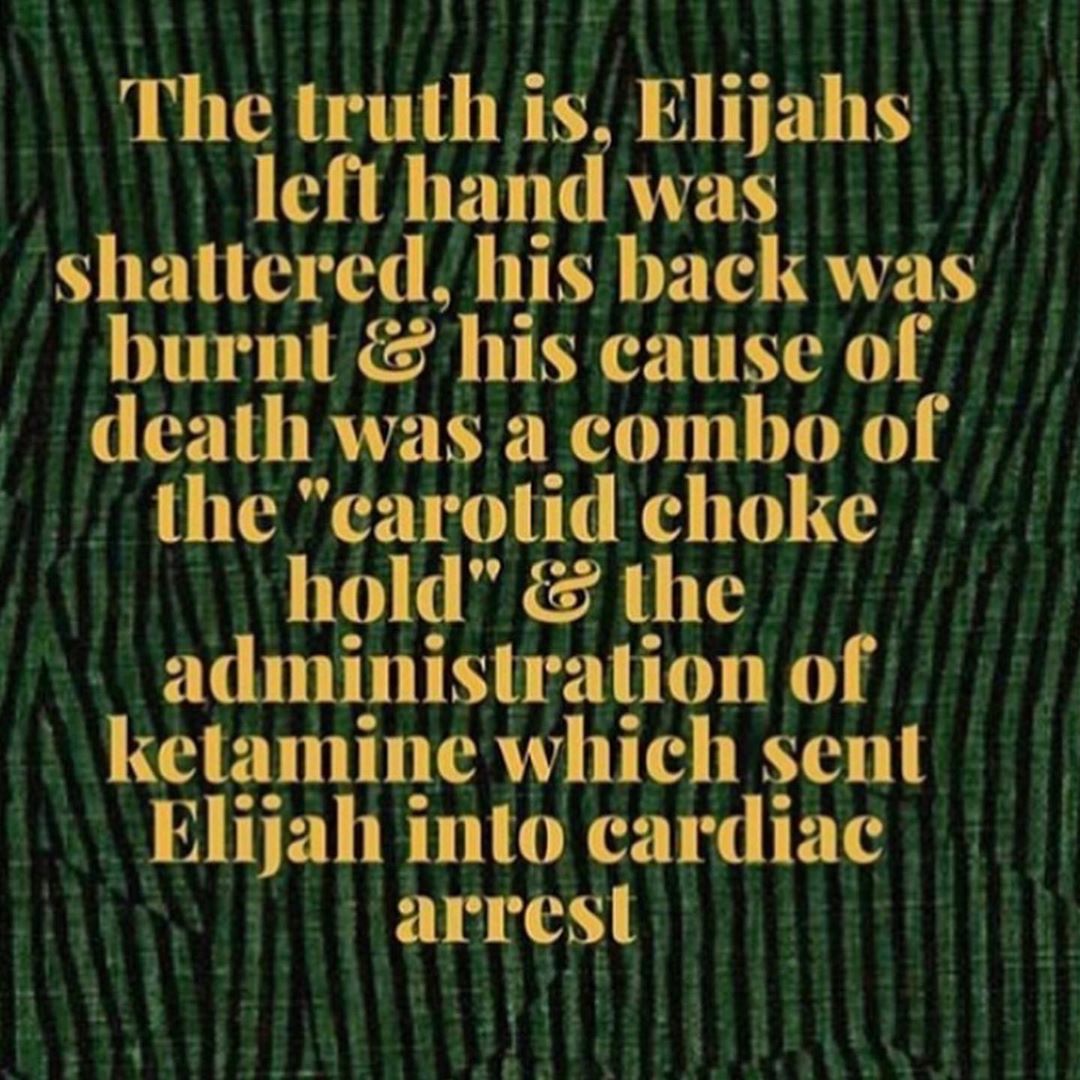 The truth is, Elijahs
left hand was
shattered, his back was
burnt & his cause of
death was a combo of
the "carotid choke
hold" & the
administration of
ketamine which sent
Elijah into cardiac
arrest